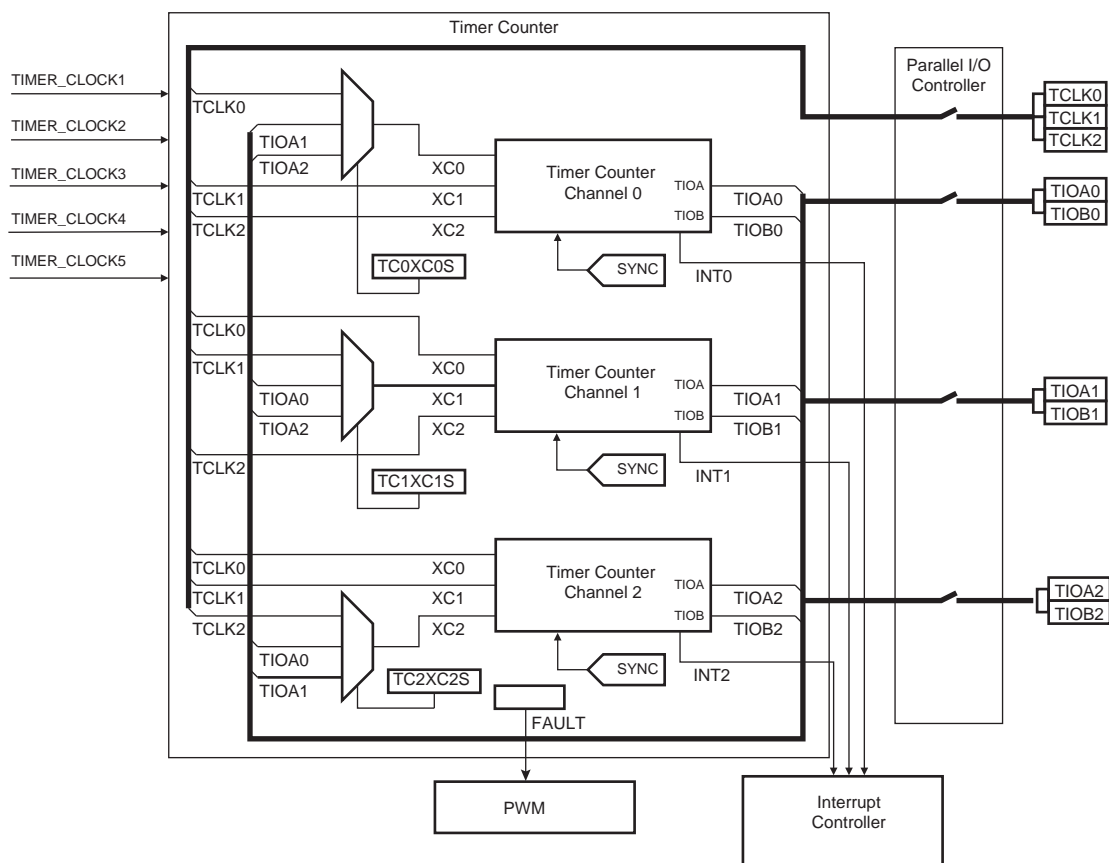 Timer Counter
TIMER_CLOCK1
TIMER_CLOCK2
TIMER_CLOCK3
TIMER_CLOCK4
TIMER_CLOCK5
TCLK0
TIOA1
TIOA2
TCLK1
TCLK2
XC0
XC1
XC2
Timer Counter
Channel 0
TIOA
TIOB
TIOA0
TIOB0
TC0XC0S
SYNC
INT0
TCLK0
TCLK1
TIOA0
TIOA2
TCLK2
XC0
XC1
XC2
Timer Counter
Channel 1
TIOA
TIOB
TIOA1
TIOB1
TC1XC1S
SYNC
INT1
TCLK0
TCLK1
TCLK2
TIOA0
TIOA1
XC0
XC1
XC2
Timer Counter
Channel 2
TIOA
TIOB
TIOA2
TIOB2
TC2XC2S
SYNC
INT2
FAULT
PWM
Parallel I/O
Controller
TCLK0
TCLK1
TCLK2
TIOA0
TIOB0
TIOA1
TIOB1
TIOA2
TIOB2
Interrupt
Controller